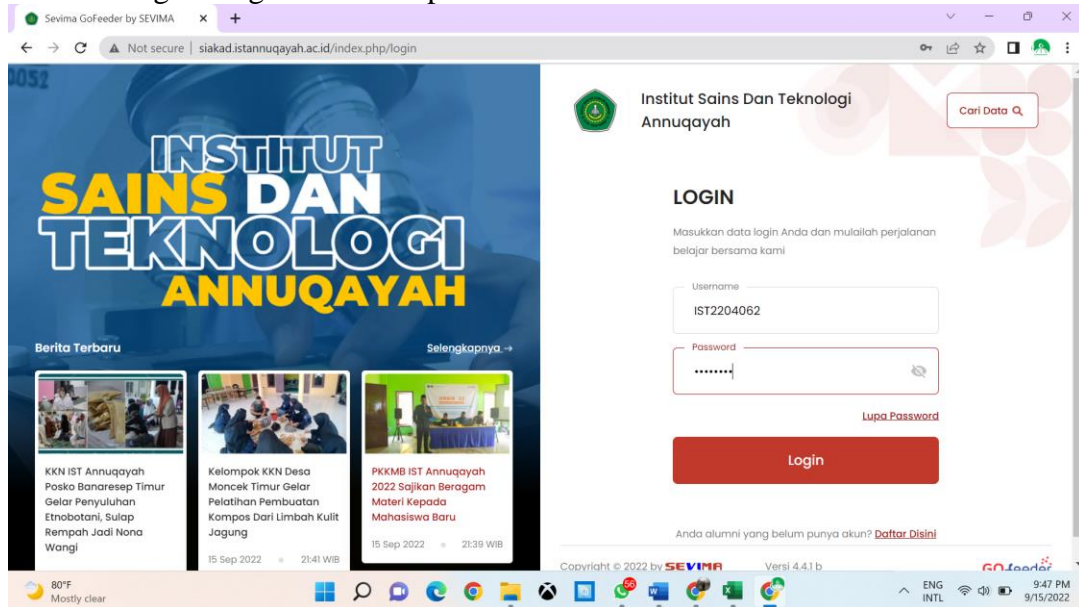 Sevima GoFeeder by SEVIMA
Not secure | siakad.istannuqayah.ac.id/index.php/login
0052
INSTITUT
SAINS DAN
TEKNOLOGI
ANNUQAYAH
Berita Terbaru
Selengkapnya →
KKN IST Annuqayah
Posko Banaresep Timur
Gelar Penyuluhan
Etnobotani, Sulap
Rempah Jadi Nona
Wangi
Kelompok KKN Desa
Moncek Timur Gelar
Pelatihan Pembuatan
Kompos Dari Limbah Kulit
Jagung
15 Sep 2022 • 21:41 WIB
PKKMB IST Annuqayah
2022 Sajikan Beragam
Materi Kepada
Mahasiswa Baru
15 Sep 2022 • 21:39 WIB
Institut Sains Dan Teknologi
Annuqayah
Cari Data
LOGIN
Masukkan data login Anda dan mulailah perjalanan
belajar bersama kami
Username
IST2204062
Password
••••••••
Lupa Password
Login
Anda alumni yang belum punya akun? Daftar Disini
Copyright © 2022 by SEVIMA Versi 4.4.1 b
GO-feeder
80°F
Mostly clear
56
ENG
INTL
9:47 PM
9/15/2022